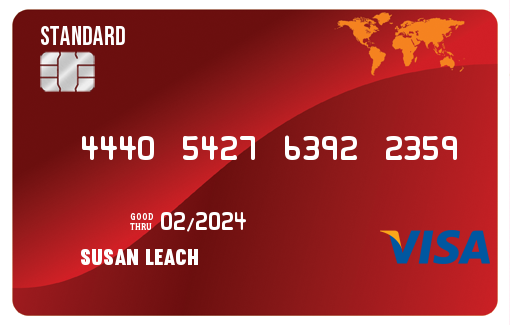 STANDARD
4440 5427 6392 2359
GOOD THRU 02/2024
SUSAN LEACH
VISA